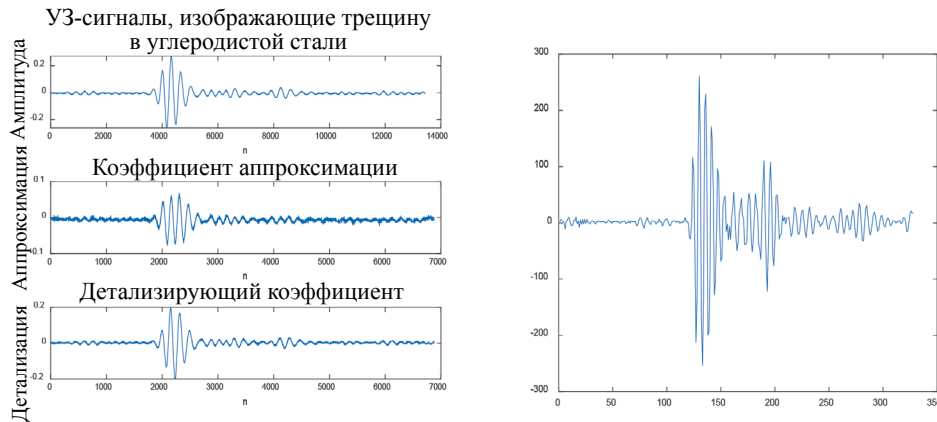 УЗ-сигналы, изображающие трещину
в углеродистой стали
Амплитуда
0.2
0
-0.2
0 2000 4000 6000 8000 10000 12000 14000
n
Коэффициент аппроксимации
Аппроксимация
0.1
0
-0.1
0 1000 2000 3000 4000 5000 6000 7000
n
Детализирующий коэффициент
Детализация
0.2
0
-0.2
0 1000 2000 3000 4000 5000 6000 7000
n
300
200
100
0
-100
-200
-300
0 50 100 150 200 250 300 350